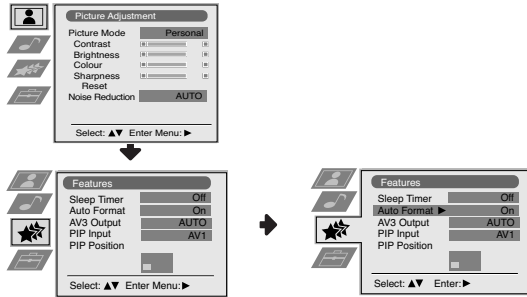 Picture Adjustment
Picture Mode Personal
Contrast
Brightness
Colour
Sharpness
Reset
Noise Reduction AUTO
Select: ▲▼ Enter Menu: ►
Features
Sleep Timer Off
Auto Format On
AV3 Output AUTO
PIP Input AV1
PIP Position
Select: ▲▼ Enter Menu: ►
Features
Sleep Timer Off
Auto Format ► On
AV3 Output AUTO
PIP Input AV1
PIP Position
Select: ▲▼ Enter: ►